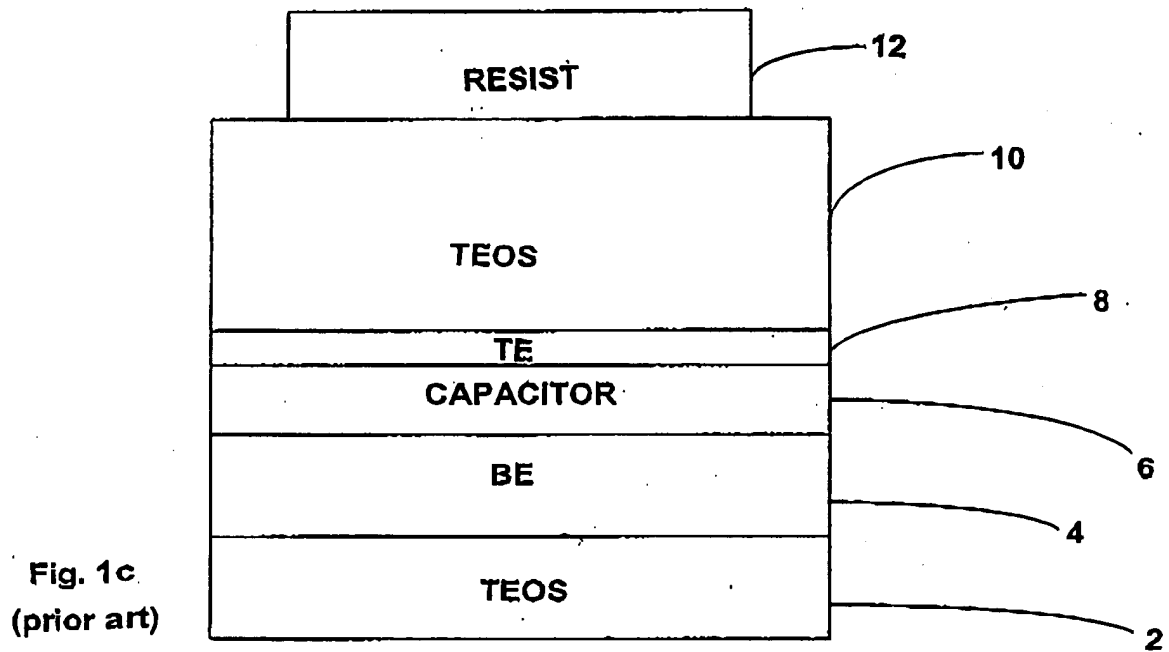 RESIST
12
10
TEOS
8
TE
CAPACITOR
6
BE
4
Fig. 1c
(prior art)
TEOS
2